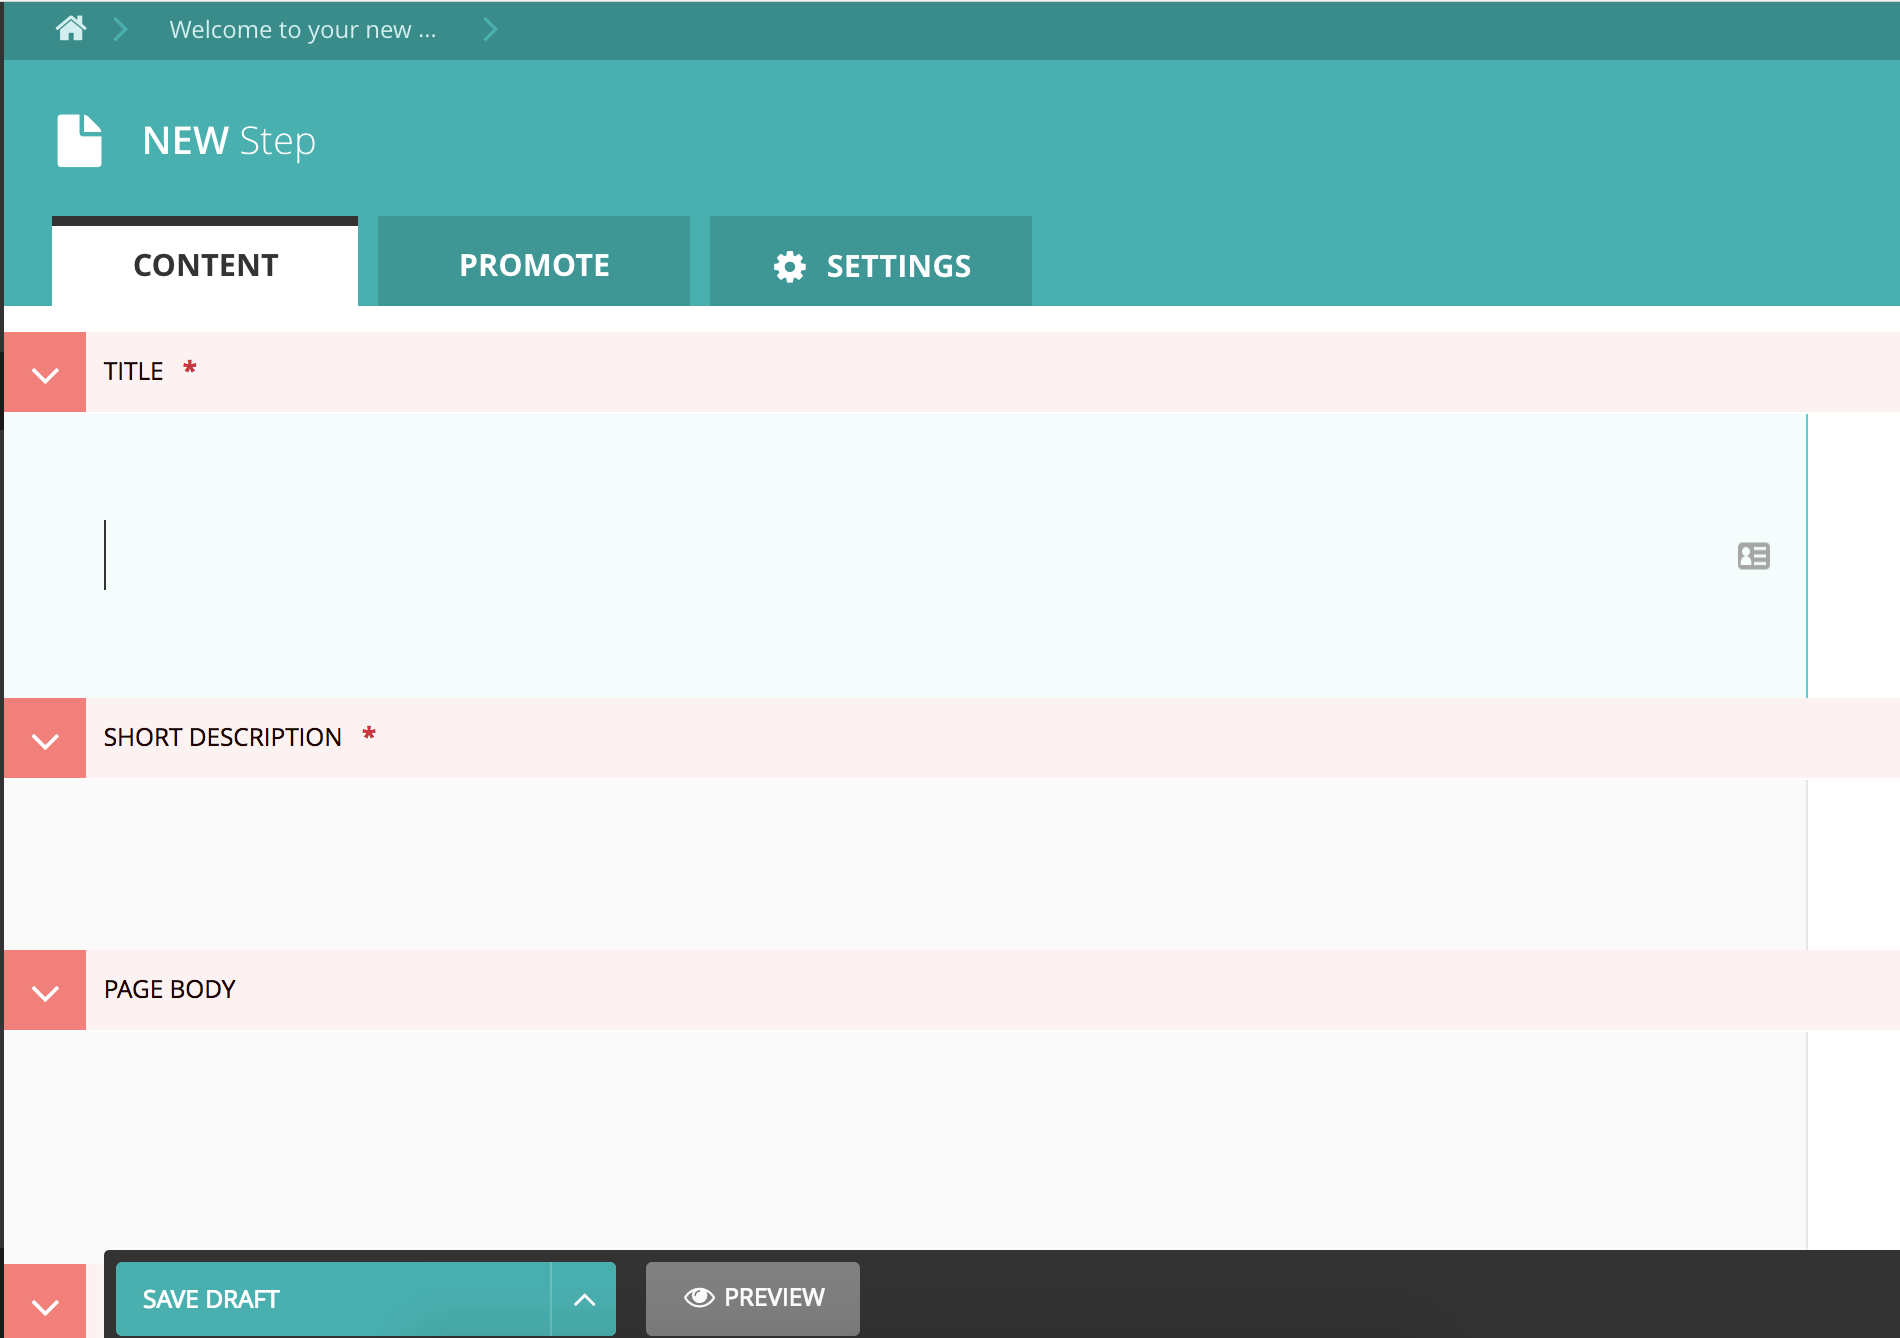 Welcome to your new ...
NEW Step
CONTENT PROMOTE SETTINGS
TITLE *
SHORT DESCRIPTION *
PAGE BODY
SAVE DRAFT PREVIEW